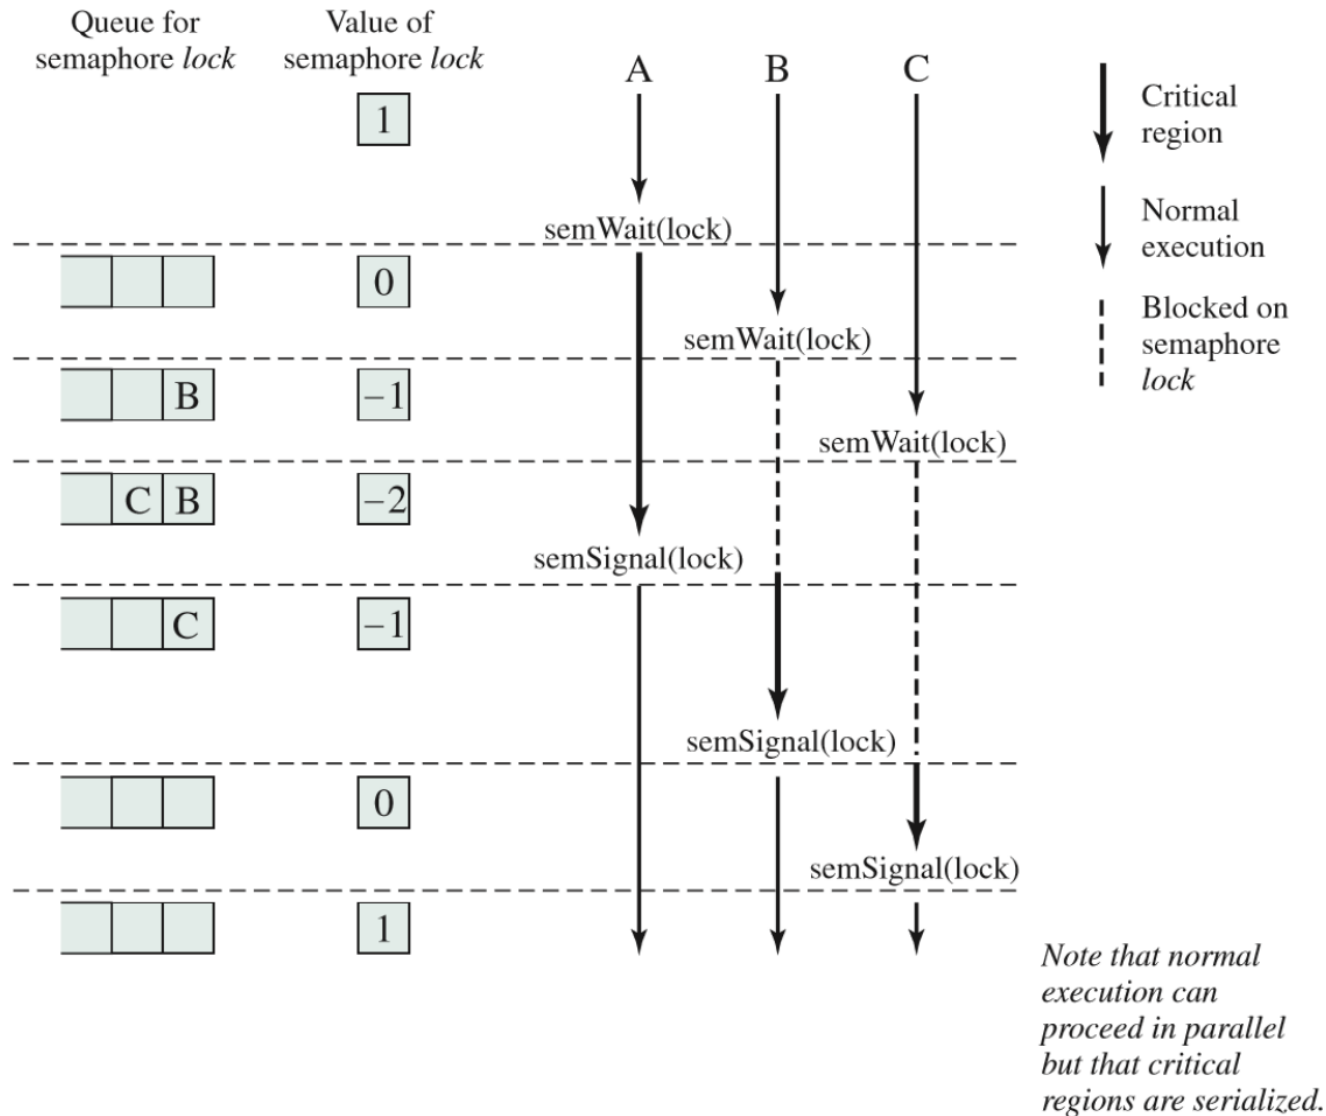 Queue for
semaphore lock
Value of
semaphore lock
A
B
C
1
Critical
region
Normal
execution
semWait(lock)
0
Blocked on
semaphore
lock
semWait(lock)
B
−1
semWait(lock)
C B
−2
semSignal(lock)
C
−1
semSignal(lock)
0
semSignal(lock)
1
Note that normal
execution can
proceed in parallel
but that critical
regions are serialized.